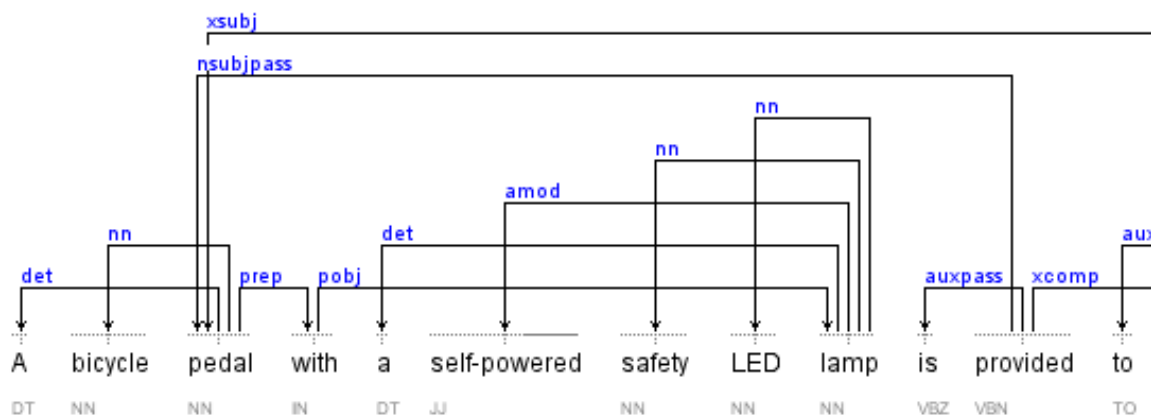 xsubj
nsubjpass
nn
nn
amod
nn det aux
det prep pobj auxpass xcomp
A bicycle pedal with a self-powered safety LED lamp is provided to
DT NN NN IN DT JJ NN NN NN VBZ VBN TO